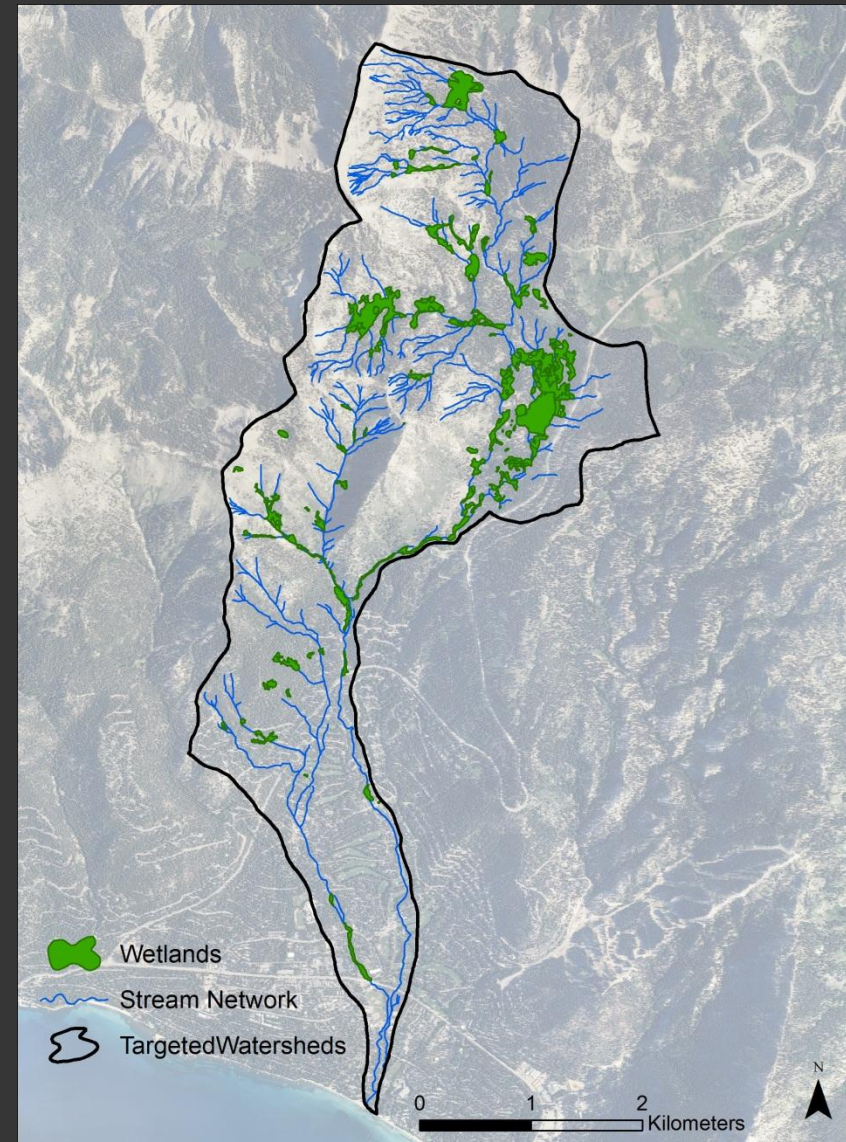 Wetlands
Stream Network
TargetedWatersheds
N
0 1 2
Kilometers